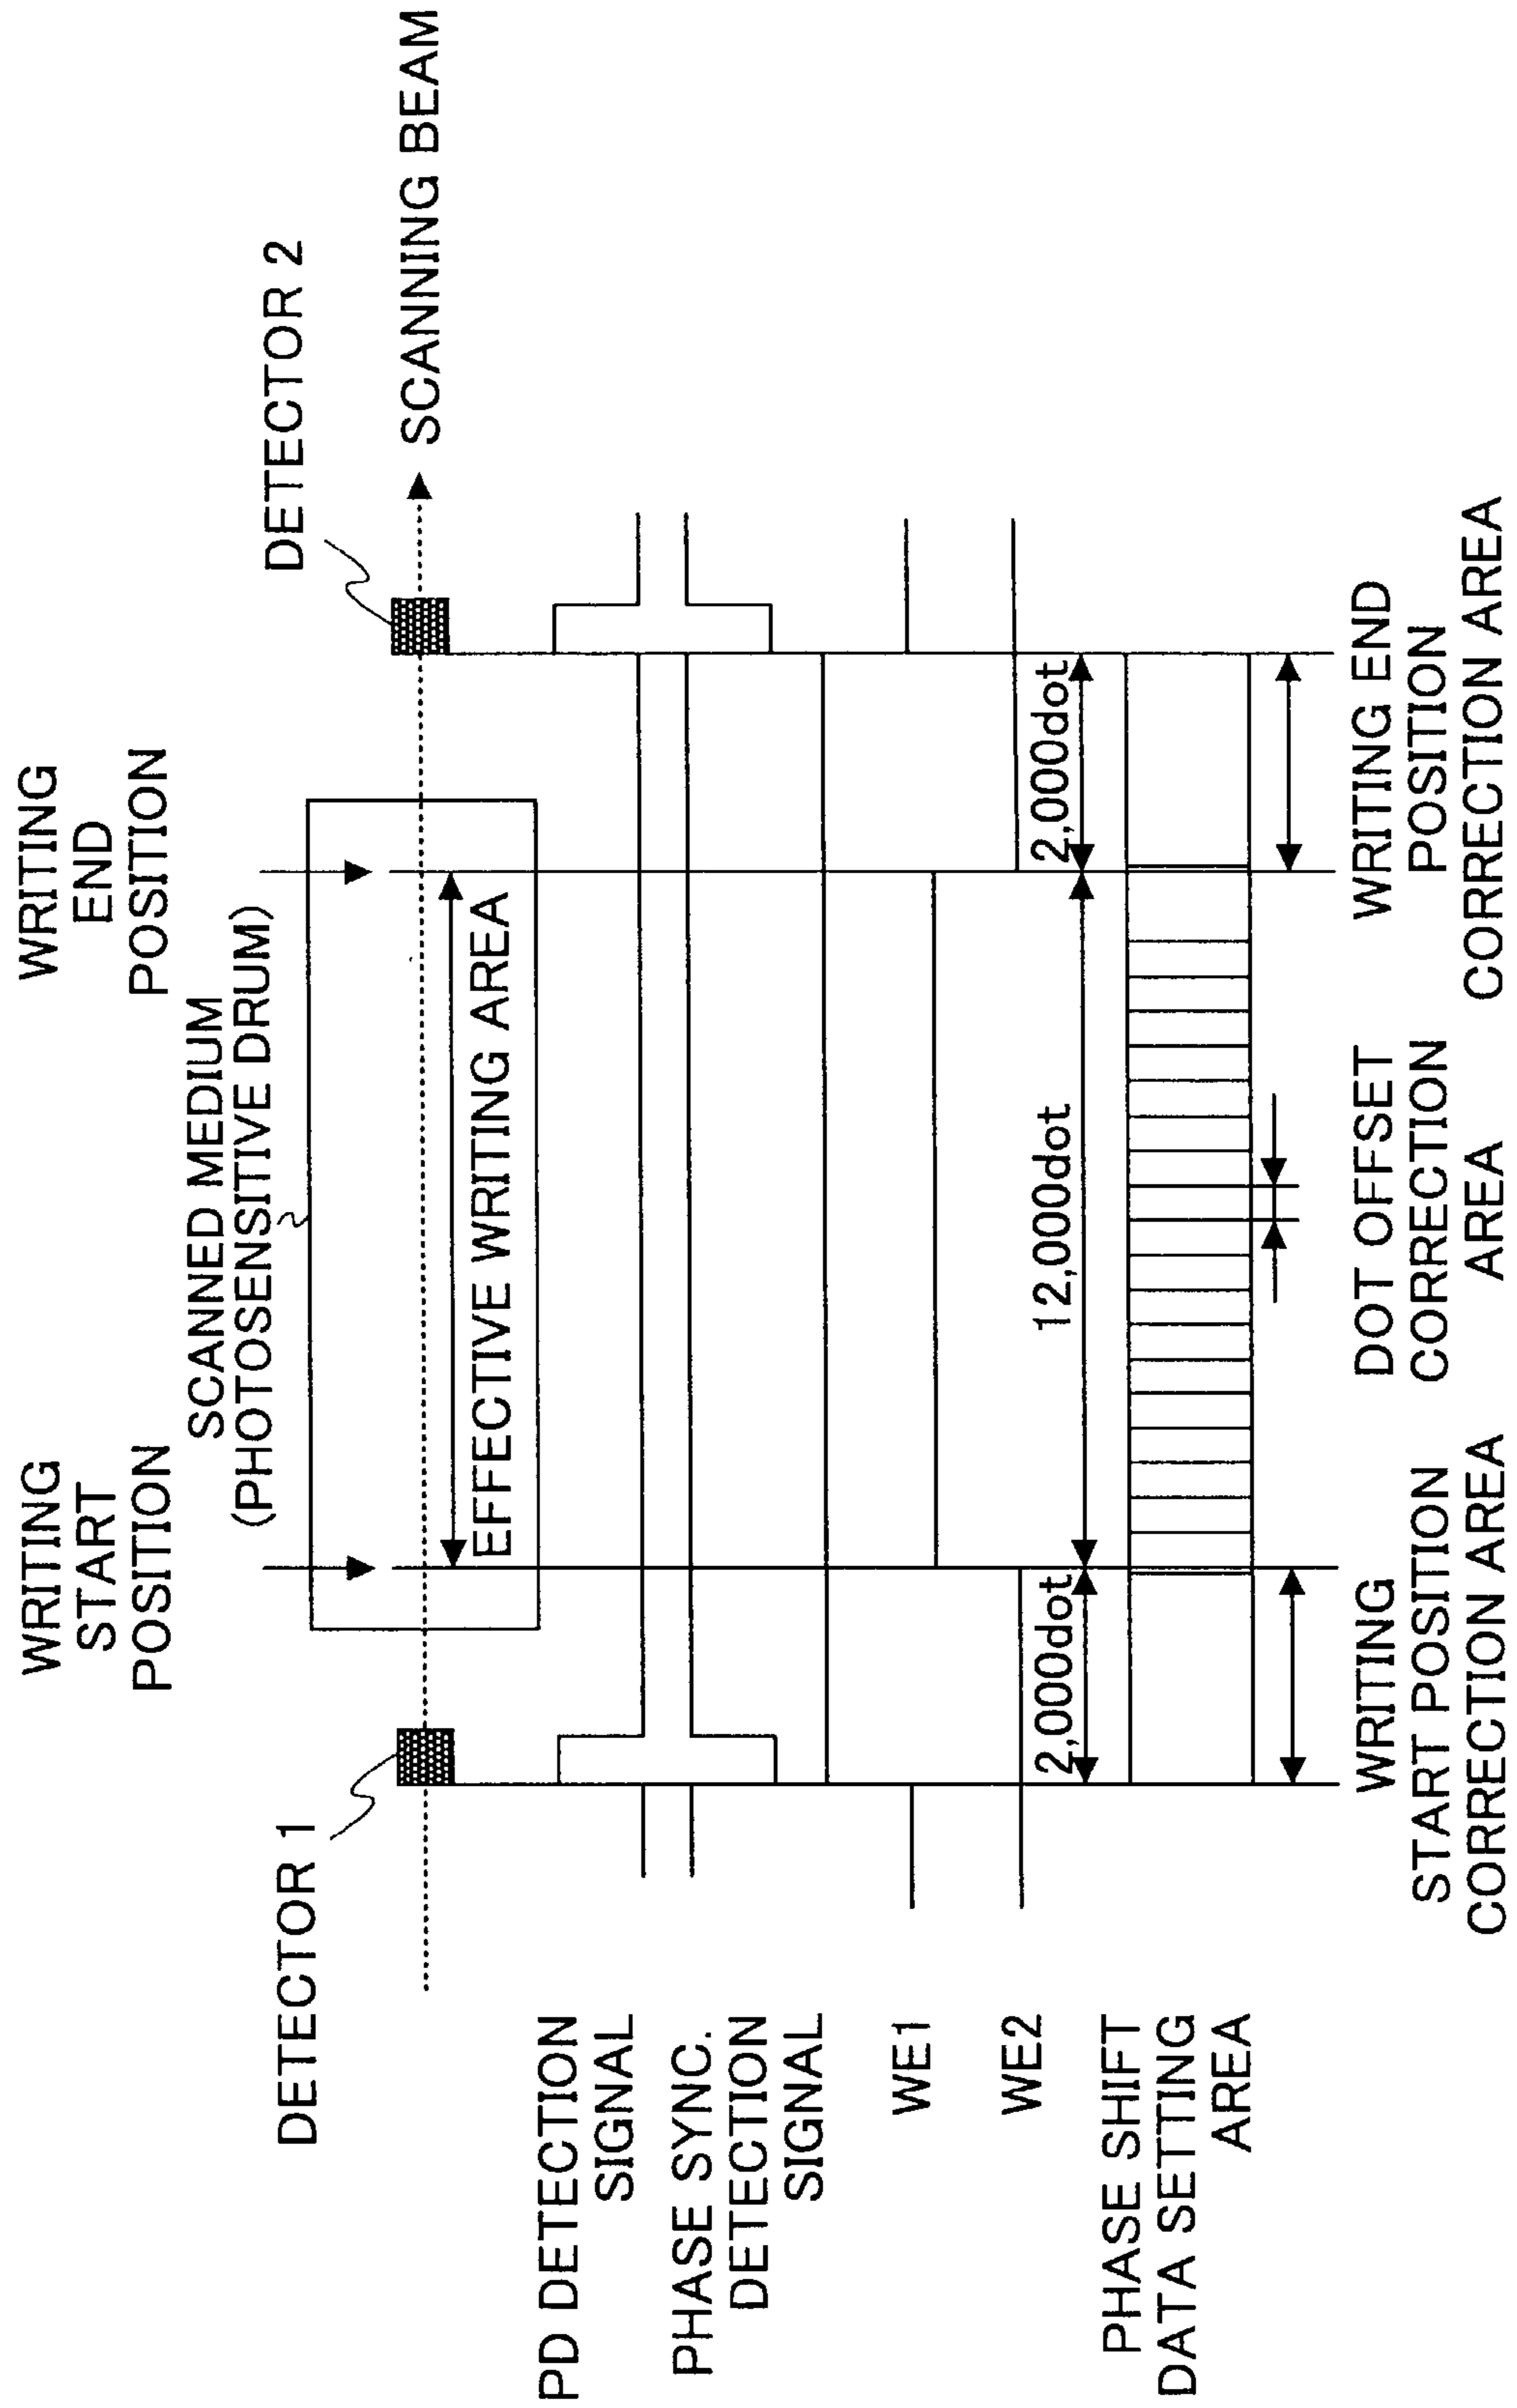 WRITING
START
POSITION
WRITING
END
POSITION
SCANNED MEDIUM
(PHOTOSENSITIVE DRUM)
DETECTOR 1
DETECTOR 2
SCANNING BEAM
EFFECTIVE WRITING AREA
PD DETECTION
SIGNAL
PHASE SYNC.
DETECTION
SIGNAL
WE1
WE2
2,000dot
12,000dot
2,000dot
PHASE SHIFT
DATA SETTING
AREA
WRITING
START POSITION
CORRECTION AREA
DOT OFFSET
CORRECTION
AREA
WRITING END
POSITION
CORRECTION AREA